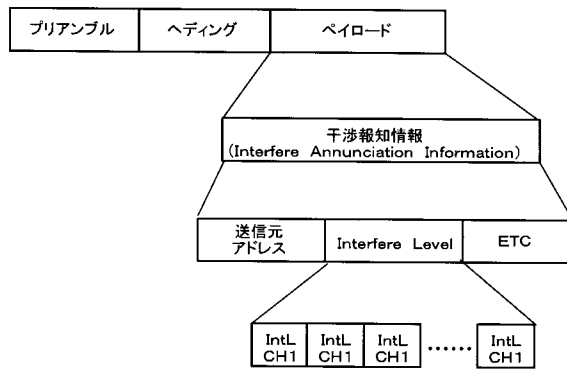 プリアンブル
ヘディング
ペイロード
干渉報知情報
(Interfere Annunciation Information)
送信元
アドレス
Interfere Level
ETC
IntL
CH1
IntL
CH1
IntL
CH1
......
IntL
CH1